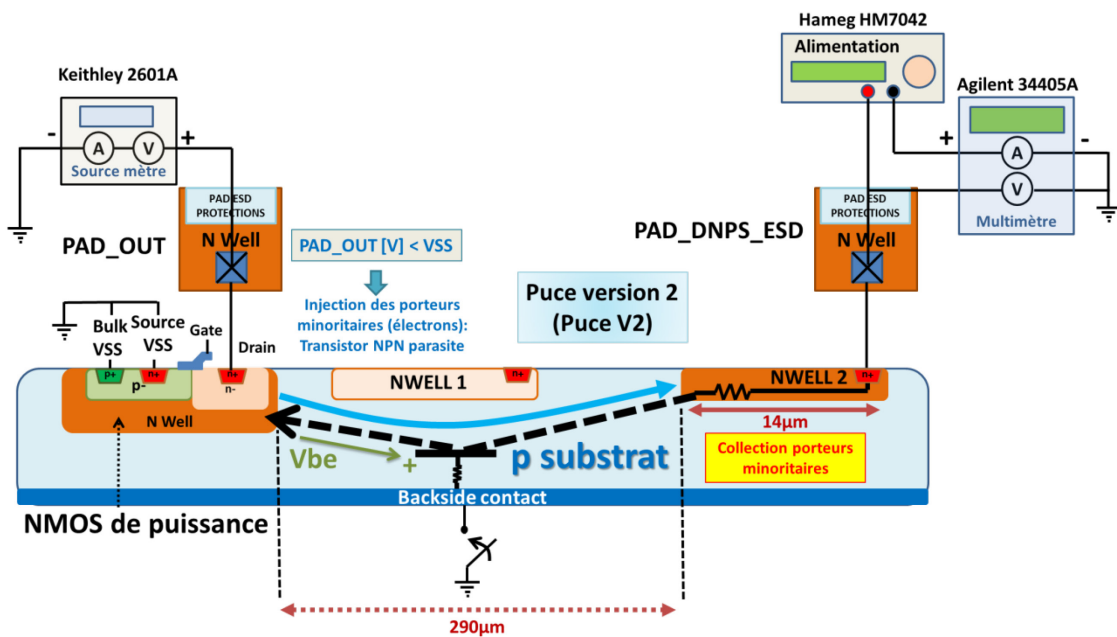 Hameg HM7042
Alimentation
Keithley 2601A
Agilent 34405A
- +
A V
Source mètre
+ -
A
V
Multimètre
PAD ESD
PROTECTIONS
N Well
PAD_OUT
PAD_OUT [V] < VSS
Injection des porteurs
minoritaires (électrons):
Transistor NPN parasite
Puce version 2
(Puce V2)
PAD_DNPS_ESD
PAD ESD
PROTECTIONS
N Well
Bulk
VSS
Source
VSS
Gate
Drain
p+
n+
p-
n+
n-
N Well
NWELL 1
n+
NWELL 2
n+
14µm
Vbe
+
p substrat
Collection porteurs
minoritaires
Backside contact
NMOS de puissance
290µm